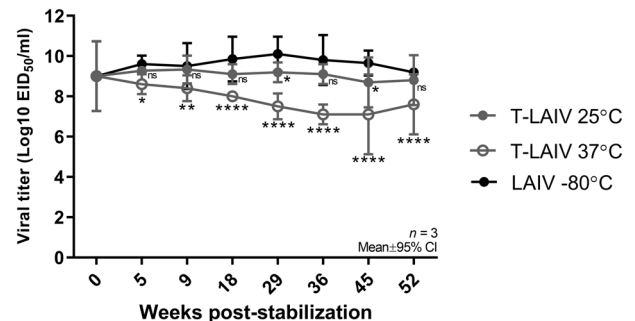 Viral titer (Log10 EID50/ml)
12
10
8
6
4
2
0
ns
ns
ns
*
ns
*
ns
*
**
****
****
****
****
****
n = 3
Mean±95% CI
0
5
9
18
29
36
45
52
Weeks post-stabilization
T-LAIV 25°C
T-LAIV 37°C
LAIV -80°C